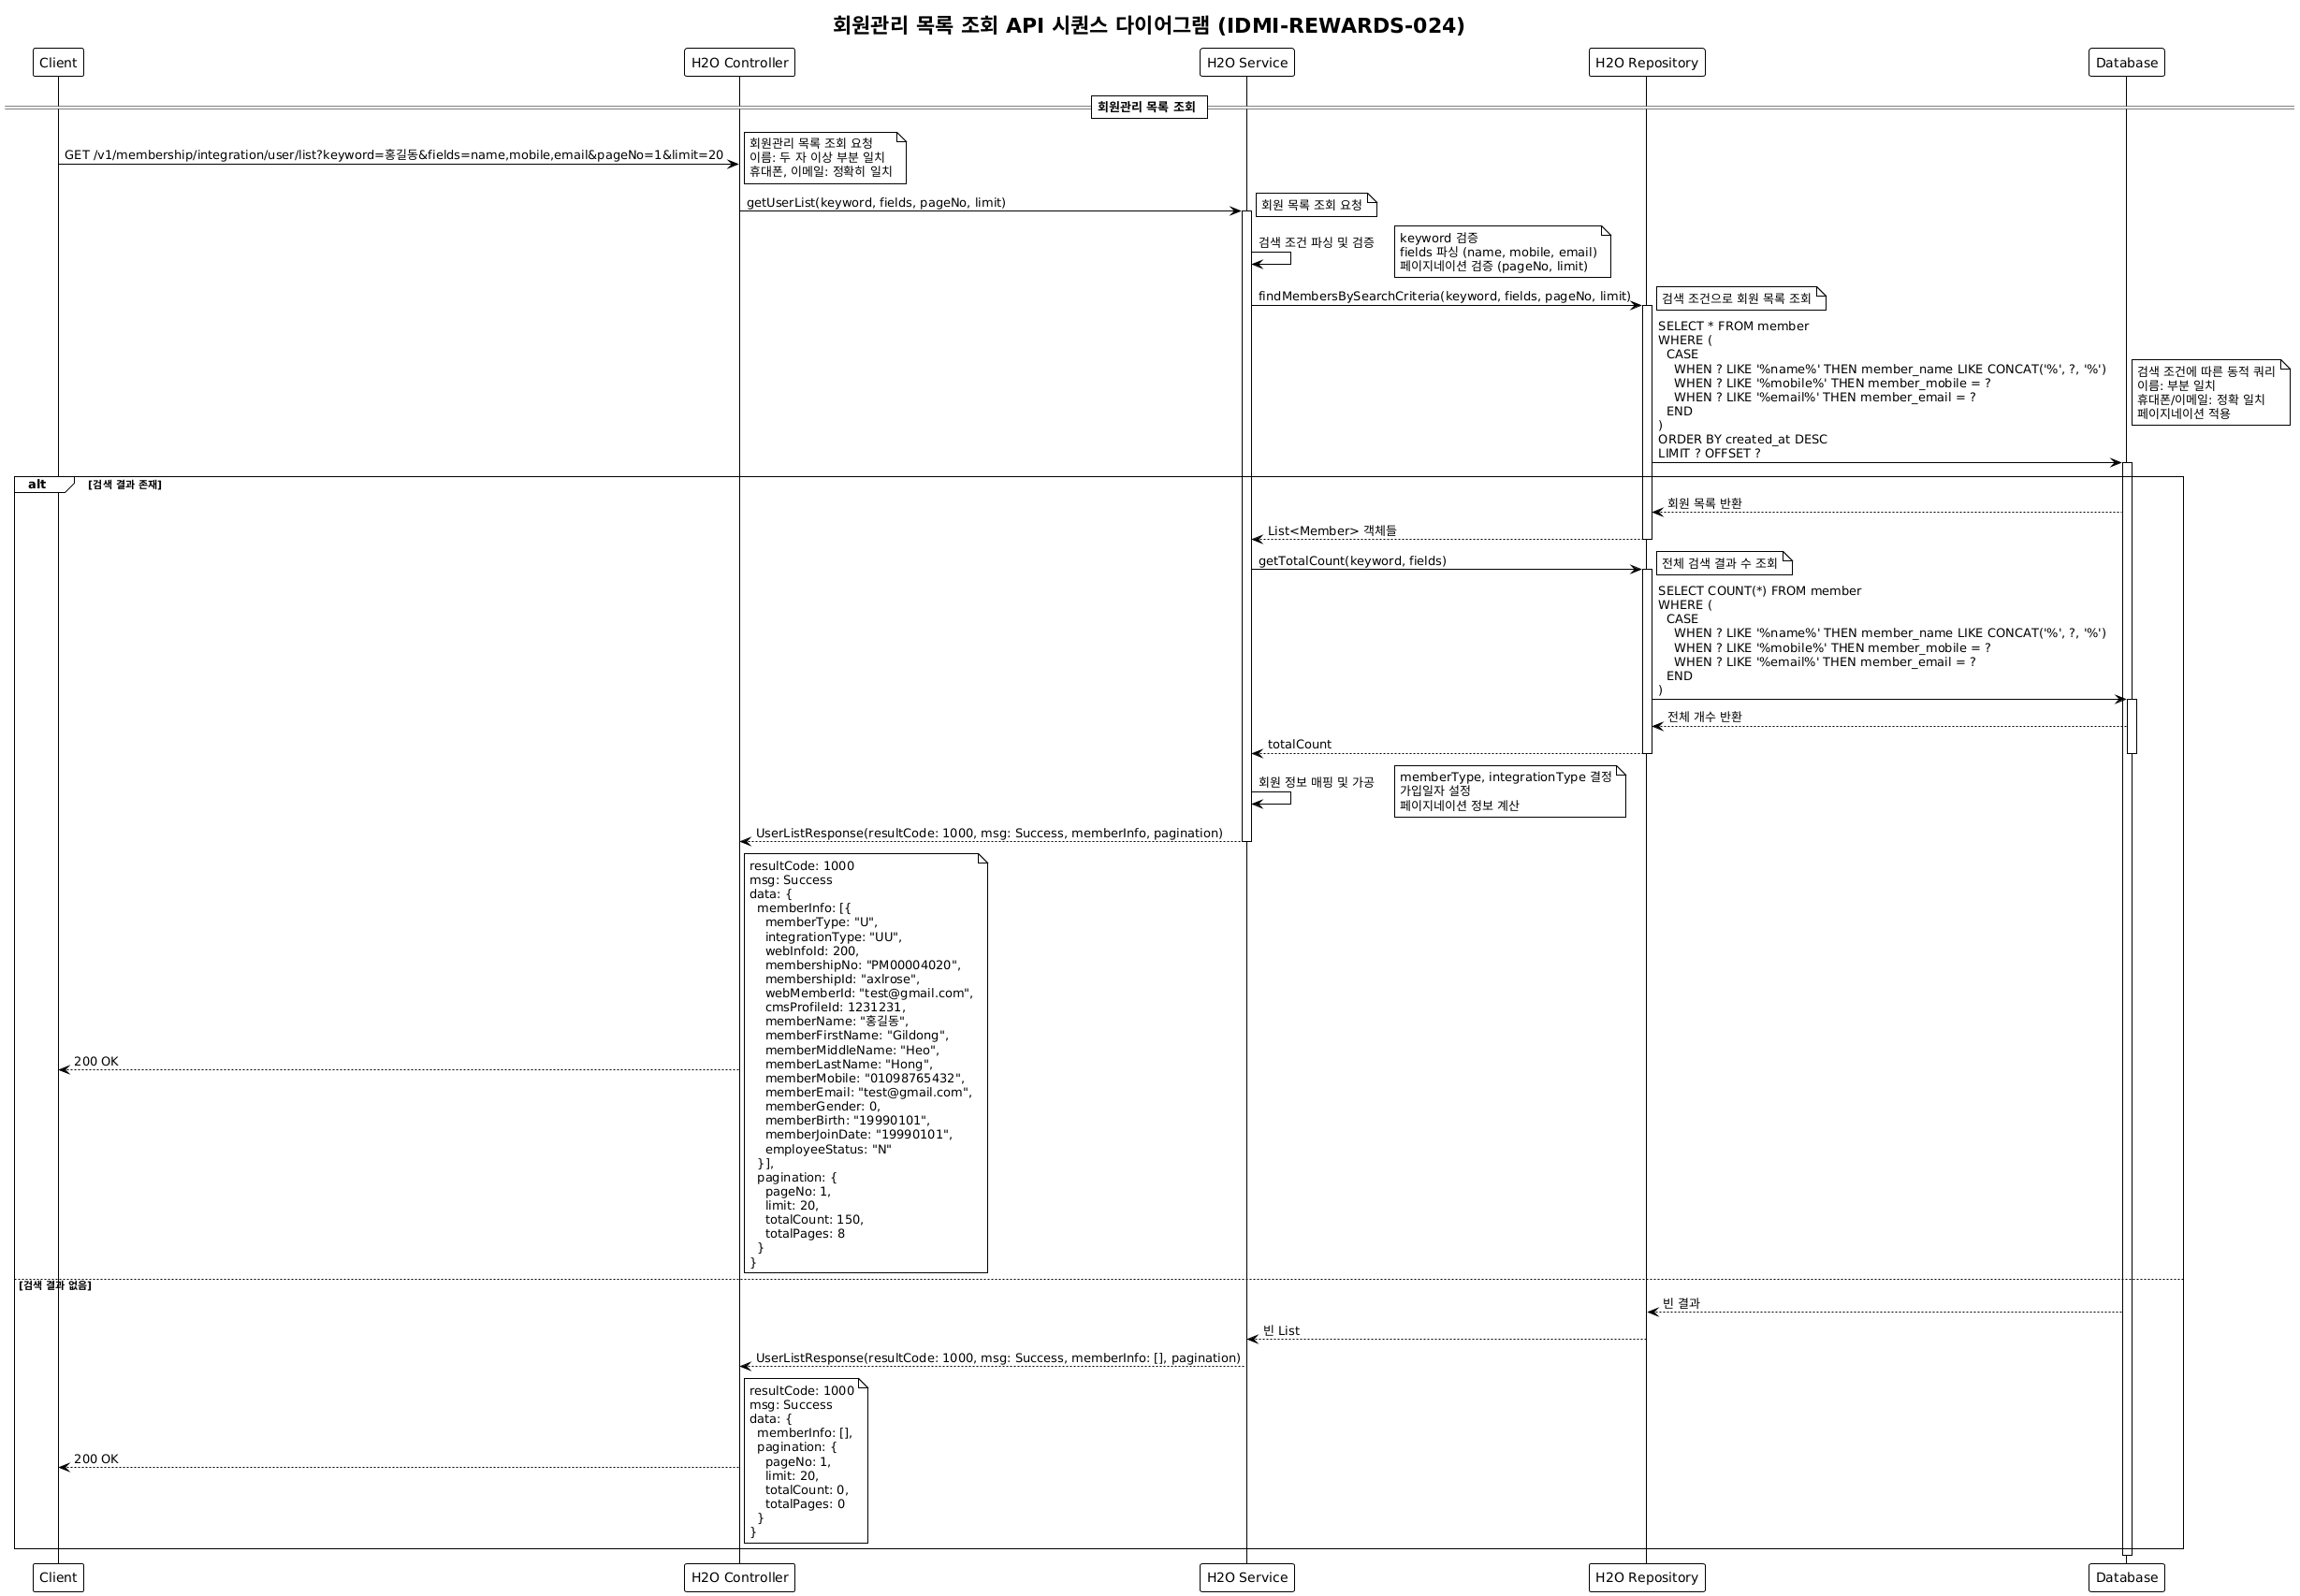 회원관리 목록 조회 API 시퀀스 다이어그램 (IDMI-REWARDS-024)
Client
H2O Controller
H2O Service
H2O Repository
Database
회원관리 목록 조회
GET /v1/membership/integration/user/list?keyword=홍길동&fields=name,mobile,email&pageNo=1&limit=20
회원관리 목록 조회 요청
이름: 두 자 이상 부분 일치
휴대폰, 이메일: 정확히 일치
getUserList(keyword, fields, pageNo, limit)
회원 목록 조회 요청
검색 조건 파싱 및 검증
keyword 검증
fields 파싱 (name, mobile, email)
페이지네이션 검증 (pageNo, limit)
findMembersBySearchCriteria(keyword, fields, pageNo, limit)
검색 조건으로 회원 목록 조회
SELECT * FROM member
WHERE (
CASE
WHEN ? LIKE '%name%' THEN member_name LIKE CONCAT('%', ?, '%')
WHEN ? LIKE '%mobile%' THEN member_mobile = ?
WHEN ? LIKE '%email%' THEN member_email = ?
END
)
ORDER BY created_at DESC
LIMIT ? OFFSET ?
검색 조건에 따른 동적 쿼리
이름: 부분 일치
휴대폰/이메일: 정확 일치
페이지네이션 적용
alt
[검색 결과 존재]
회원 목록 반환
List<Member> 객체들
getTotalCount(keyword, fields)
전체 검색 결과 수 조회
SELECT COUNT(*) FROM member
WHERE (
CASE
WHEN ? LIKE '%name%' THEN member_name LIKE CONCAT('%', ?, '%')
WHEN ? LIKE '%mobile%' THEN member_mobile = ?
WHEN ? LIKE '%email%' THEN member_email = ?
END
)
전체 개수 반환
totalCount
회원 정보 매핑 및 가공
memberType, integrationType 결정
가입일자 설정
페이지네이션 정보 계산
UserListResponse(resultCode: 1000, msg: Success, memberInfo, pagination)
200 OK
resultCode: 1000
msg: Success
data: {
memberInfo: [{
memberType: "U",
integrationType: "UU",
webInfoId: 200,
membershipNo: "PM00004020",
membershipId: "axlrose",
webMemberId: "test@gmail.com",
cmsProfileId: 1231231,
memberName: "홍길동",
memberFirstName: "Gildong",
memberMiddleName: "Heo",
memberLastName: "Hong",
memberMobile: "01098765432",
memberEmail: "test@gmail.com",
memberGender: 0,
memberBirth: "19990101",
memberJoinDate: "19990101",
employeeStatus: "N"
}],
pagination: {
pageNo: 1,
limit: 20,
totalCount: 150,
totalPages: 8
}
}
[검색 결과 없음]
빈 결과
빈 List
UserListResponse(resultCode: 1000, msg: Success, memberInfo: [], pagination)
200 OK
resultCode: 1000
msg: Success
data: {
memberInfo: [],
pagination: {
pageNo: 1,
limit: 20,
totalCount: 0,
totalPages: 0
}
}
Client
H2O Controller
H2O Service
H2O Repository
Database